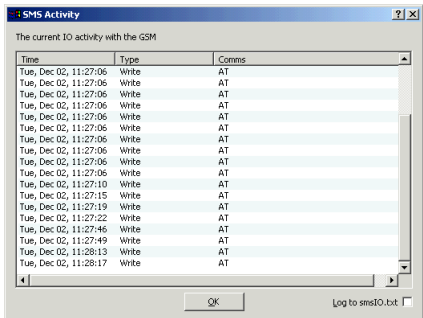 SMS Activity
The current IO activity with the GSM
Time Type Comms
Tue, Dec 02, 11:27:06 Write AT
Tue, Dec 02, 11:27:06 Write AT
Tue, Dec 02, 11:27:06 Write AT
Tue, Dec 02, 11:27:06 Write AT
Tue, Dec 02, 11:27:06 Write AT
Tue, Dec 02, 11:27:06 Write AT
Tue, Dec 02, 11:27:06 Write AT
Tue, Dec 02, 11:27:06 Write AT
Tue, Dec 02, 11:27:06 Write AT
Tue, Dec 02, 11:27:10 Write AT
Tue, Dec 02, 11:27:15 Write AT
Tue, Dec 02, 11:27:19 Write AT
Tue, Dec 02, 11:27:22 Write AT
Tue, Dec 02, 11:27:46 Write AT
Tue, Dec 02, 11:27:49 Write AT
Tue, Dec 02, 11:28:13 Write AT
Tue, Dec 02, 11:28:17 Write AT
OK Log to smsIO.txt